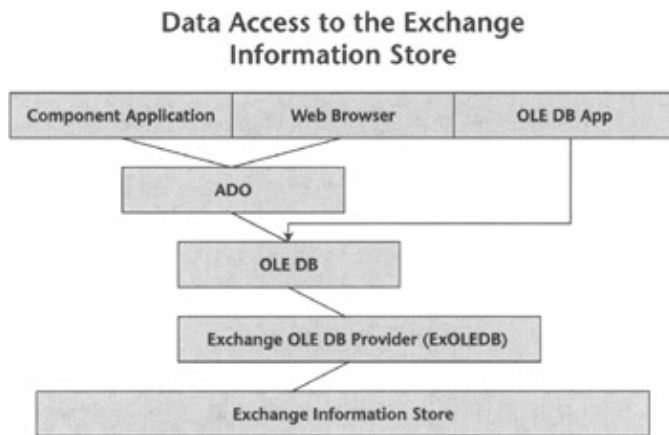 Data Access to the Exchange
Information Store
Component Application
Web Browser
OLE DB App
ADO
OLE DB
Exchange OLE DB Provider (ExOLEDB)
Exchange Information Store